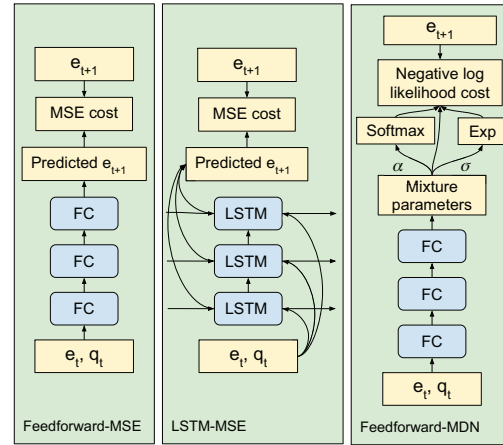 e_{t+1}
MSE cost
Predicted e_{t+1}
FC
FC
FC
e_t, q_t
Feedforward-MSE
e_{t+1}
MSE cost
Predicted e_{t+1}
LSTM
LSTM
LSTM
e_t, q_t
LSTM-MSE
e_{t+1}
Negative log
likelihood cost
Softmax
Exp
α
σ
Mixture
parameters
FC
FC
FC
e_t, q_t
Feedforward-MDN